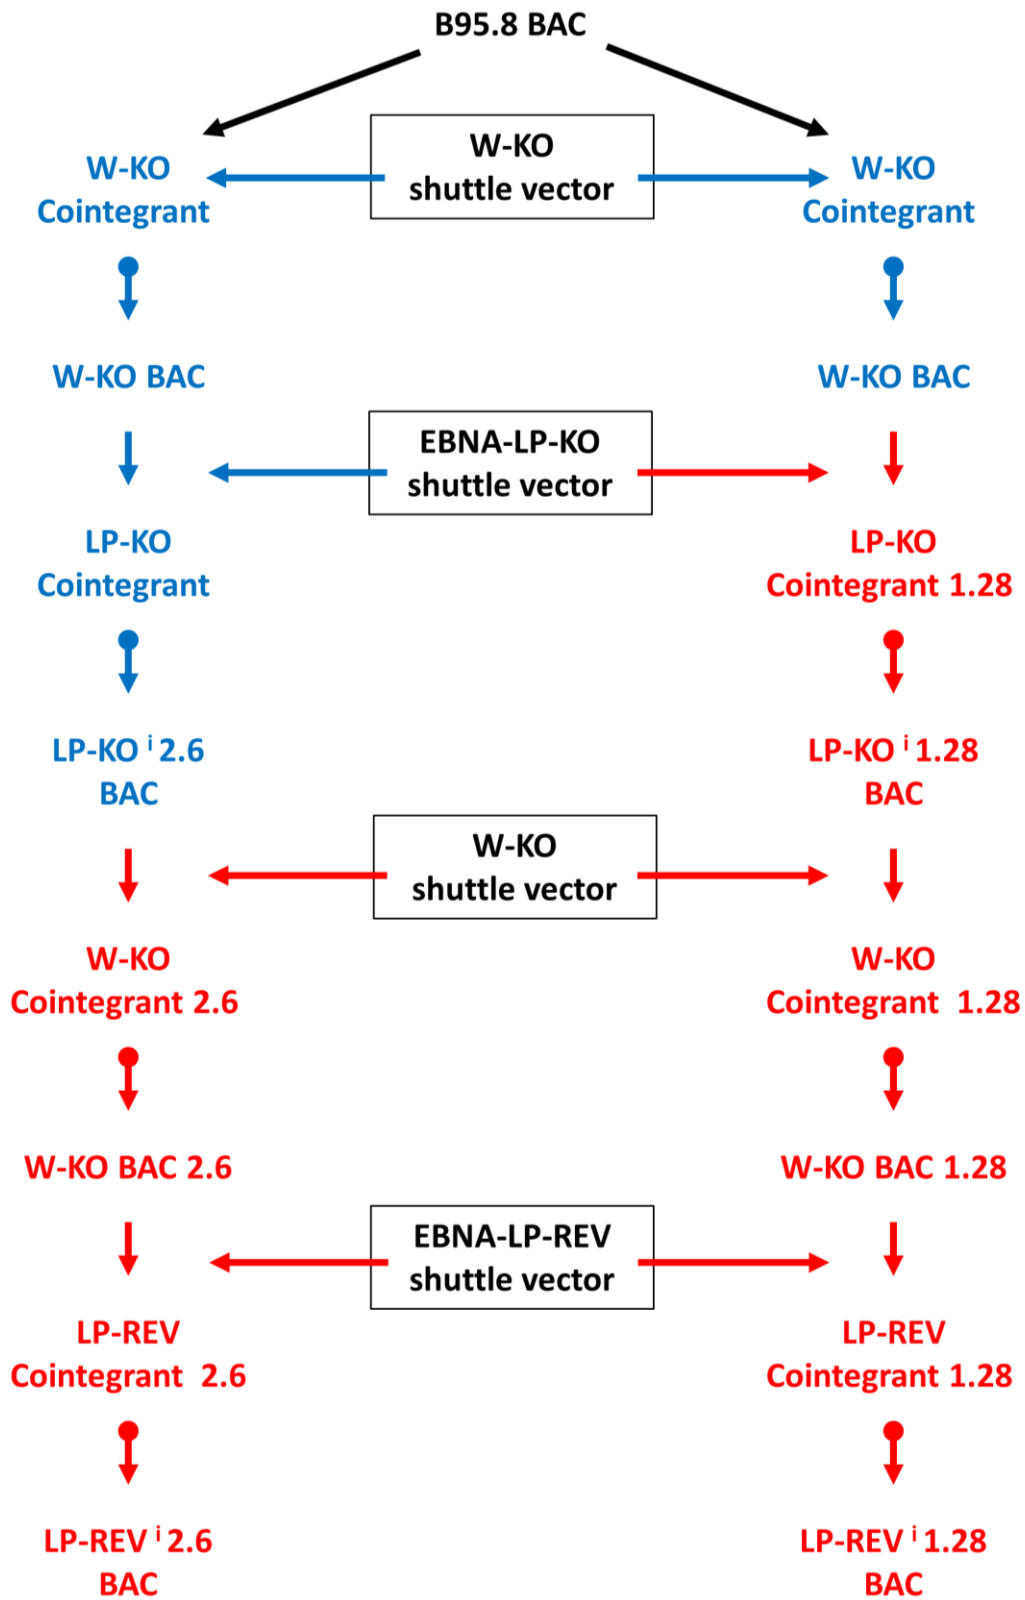 B95.8 BAC
W-KO
shuttle vector
W-KO
Cointegrant
W-KO
Cointegrant
W-KO BAC
W-KO BAC
EBNA-LP-KO
shuttle vector
LP-KO
Cointegrant
LP-KO
Cointegrant 1.28
LP-KO i 2.6
BAC
LP-KO i 1.28
BAC
W-KO
shuttle vector
W-KO
Cointegrant 2.6
W-KO
Cointegrant 1.28
W-KO BAC 2.6
W-KO BAC 1.28
EBNA-LP-REV
shuttle vector
LP-REV
Cointegrant 2.6
LP-REV
Cointegrant 1.28
LP-REV i 2.6
BAC
LP-REV i 1.28
BAC